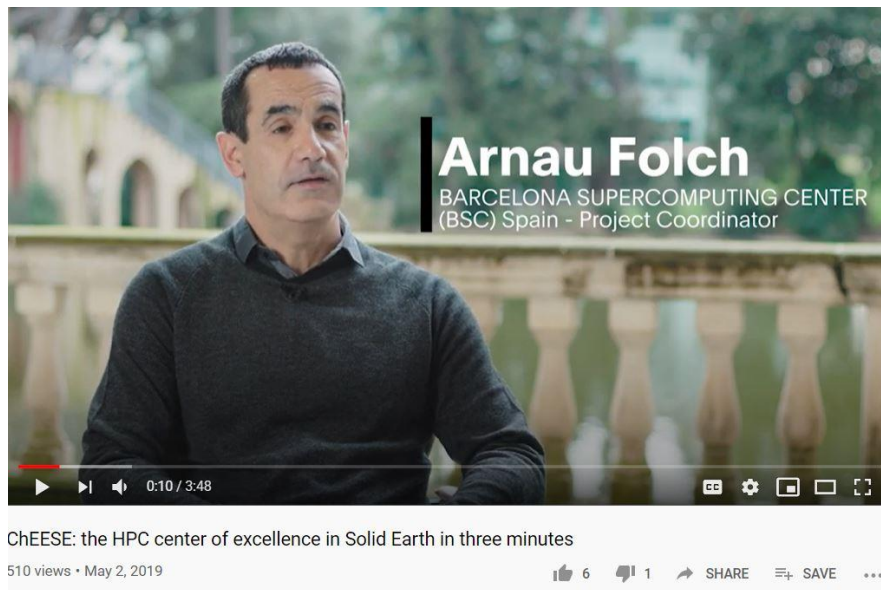 Arnau Folch
BARCELONA SUPERCOMPUTING CENTER
(BSC) Spain - Project Coordinator
0:10 / 3:48
CC
ChEESE: the HPC center of excellence in Solid Earth in three minutes
510 views • May 2, 2019
6 1 SHARE SAVE